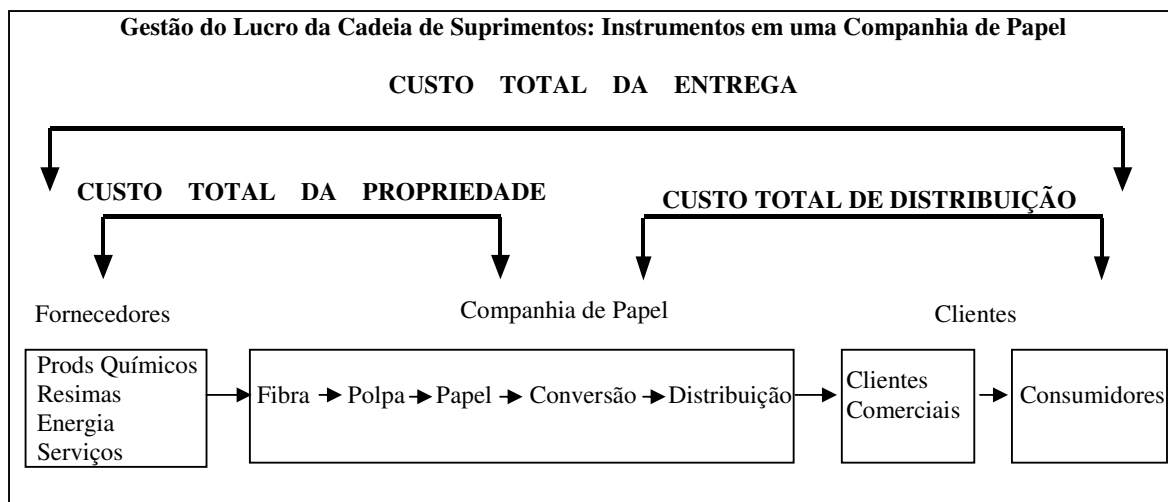 Gestão do Lucro da Cadeia de Suprimentos: Instrumentos em uma Companhia de Papel
CUSTO TOTAL DA ENTREGA
CUSTO TOTAL DA PROPRIEDADE
CUSTO TOTAL DE DISTRIBUIÇÃO
Fornecedores
Companhia de Papel
Clientes
Prods Químicos
Resimas
Energia
Serviços
Fibra Polpa Papel Conversão Distribuição
Clientes
Comerciais
Consumidores